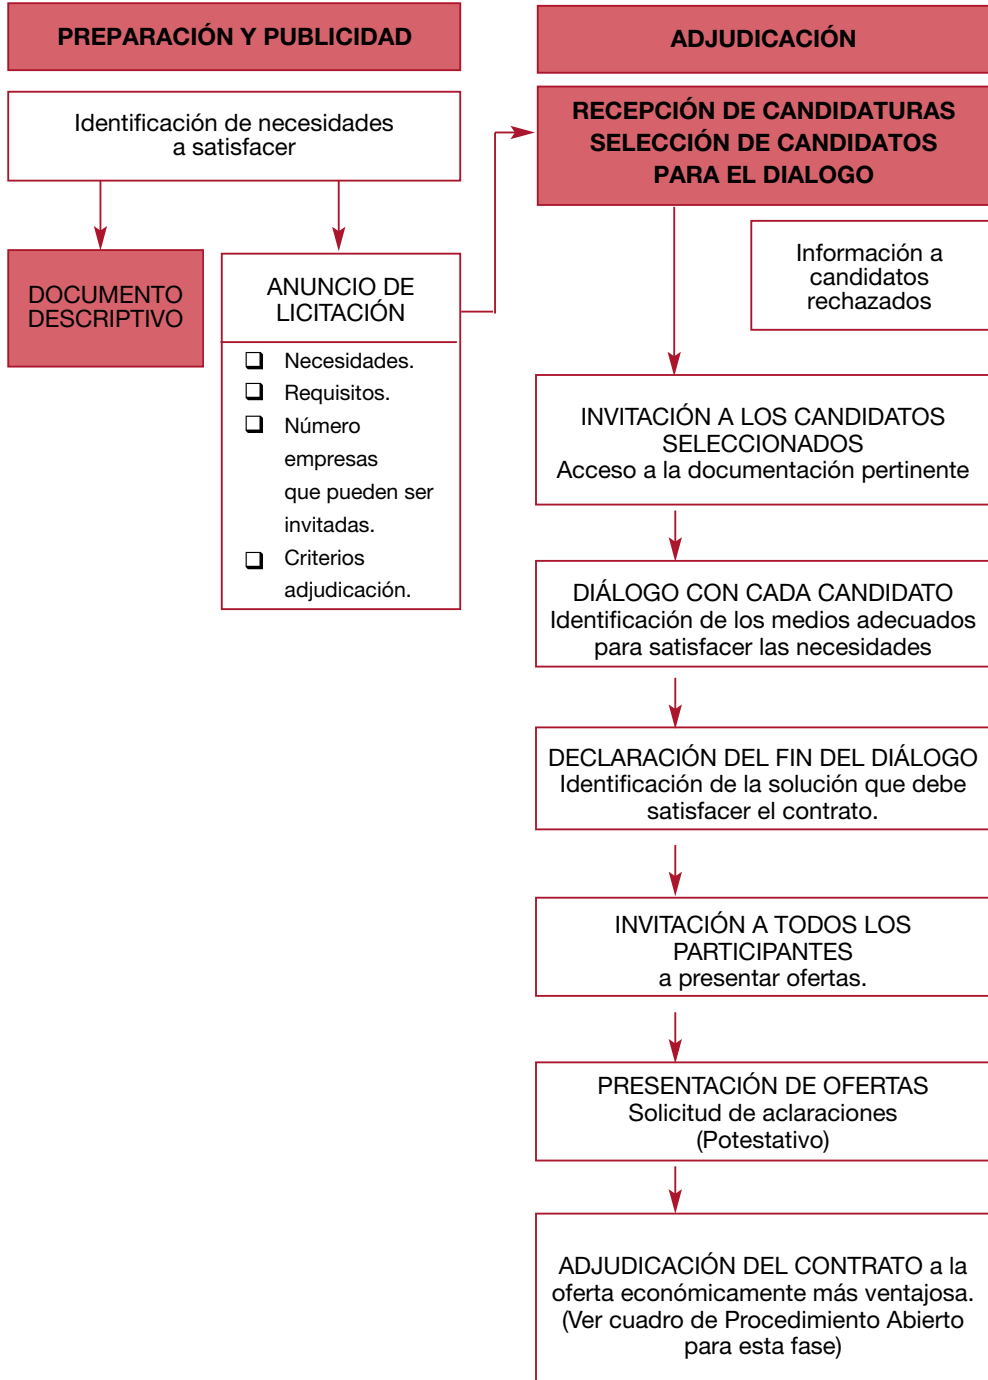 PREPARACIÓN Y PUBLICIDAD
Identificación de necesidades
a satisfacer
DOCUMENTO
DESCRIPTIVO
ANUNCIO DE
LICITACIÓN
❑ Necesidades.
❑ Requisitos.
❑ Número
empresas
que pueden ser
invitadas.
❑ Criterios
adjudicación.
ADJUDICACIÓN
RECEPCIÓN DE CANDIDATURAS
SELECCIÓN DE CANDIDATOS
PARA EL DIALOGO
Información a
candidatos
rechazados
INVITACIÓN A LOS CANDIDATOS
SELECCIONADOS
Acceso a la documentación pertinente
DIÁLOGO CON CADA CANDIDATO
Identificación de los medios adecuados
para satisfacer las necesidades
DECLARACIÓN DEL FIN DEL DIÁLOGO
Identificación de la solución que debe
satisfacer el contrato.
INVITACIÓN A TODOS LOS
PARTICIPANTES
a presentar ofertas.
PRESENTACIÓN DE OFERTAS
Solicitud de aclaraciones
(Potestativo)
ADJUDICACIÓN DEL CONTRATO a la
oferta económicamente más ventajosa.
(Ver cuadro de Procedimiento Abierto
para esta fase)